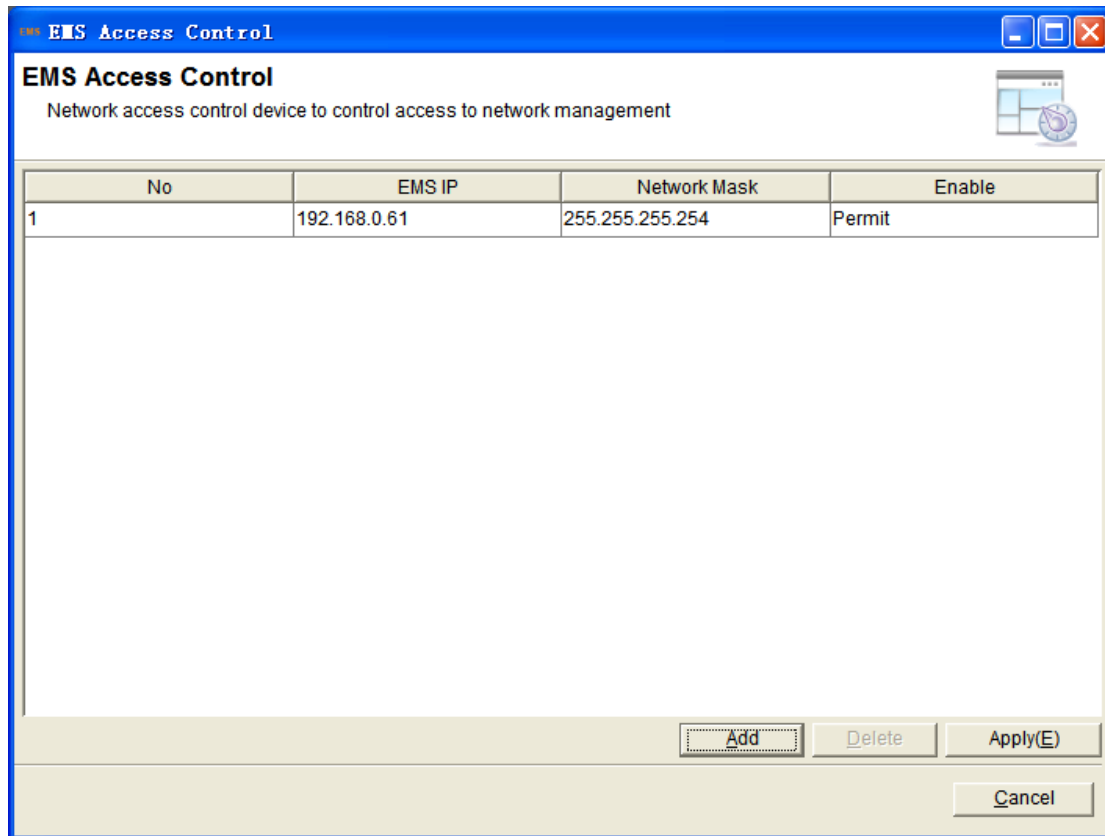 EMS EMS Access Control
EMS Access Control
Network access control device to control access to network management
No EMS IP Network Mask Enable
1 192.168.0.61 255.255.255.254 Permit
Add Delete Apply(E)
Cancel